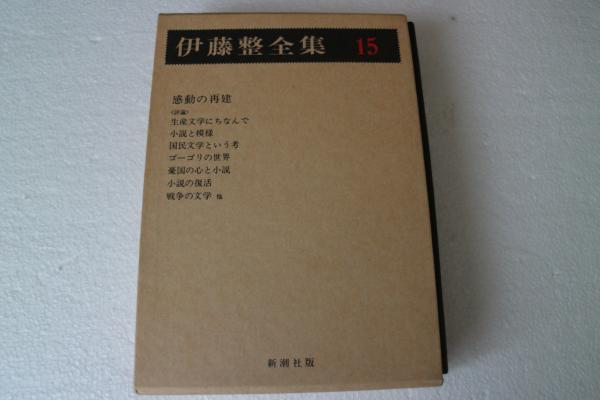 伊藤整全集 15
感動の再建
〈評論〉
生産文学にちなんで
小説と模様
国民文学という考
ゴーゴリの世界
憂国の心と小説
小説の復活
戦争の文学 他
新潮社版